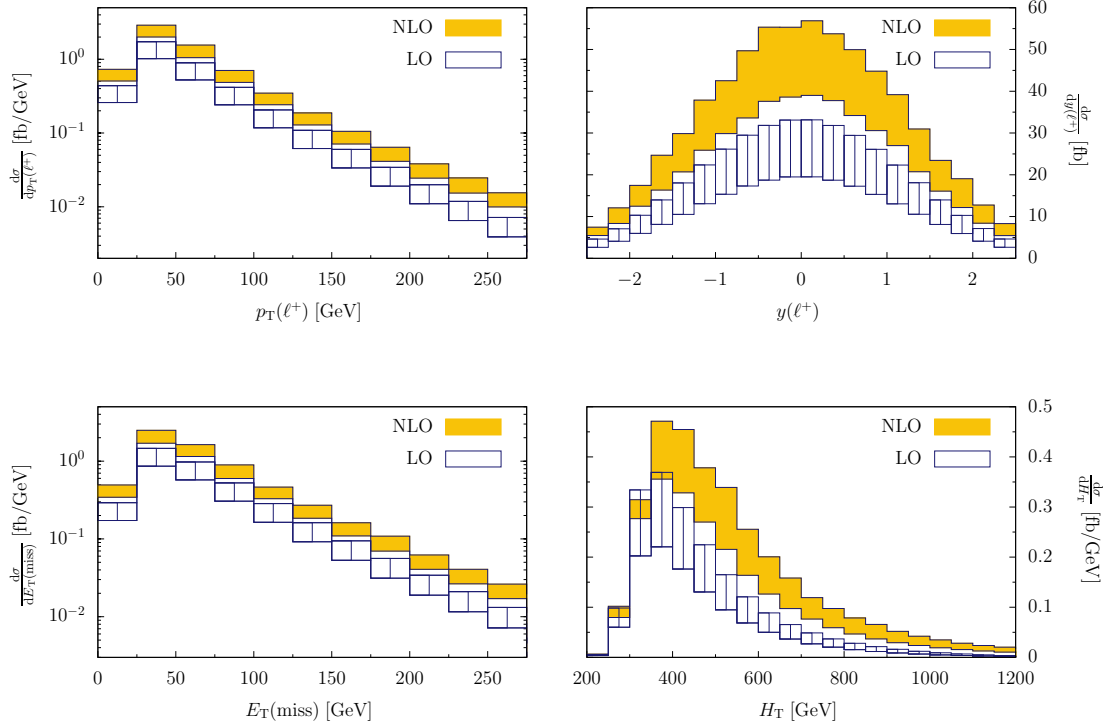 NLO
LO
10^0
10^{-1}
10^{-2}
dσ/dp_T(ℓ^+) [fb/GeV]
0 50 100 150 200 250
p_T(ℓ^+) [GeV]
NLO
LO
60
50
40
30
20
10
0
dσ/dy(ℓ^+) [fb]
−2 −1 0 1 2
y(ℓ^+)
NLO
LO
10^0
10^{-1}
10^{-2}
dσ/dE_T(miss) [fb/GeV]
0 50 100 150 200 250
E_T(miss) [GeV]
NLO
LO
0.5
0.4
0.3
0.2
0.1
0
dσ/dH_T [fb/GeV]
200 400 600 800 1000 1200
H_T [GeV]